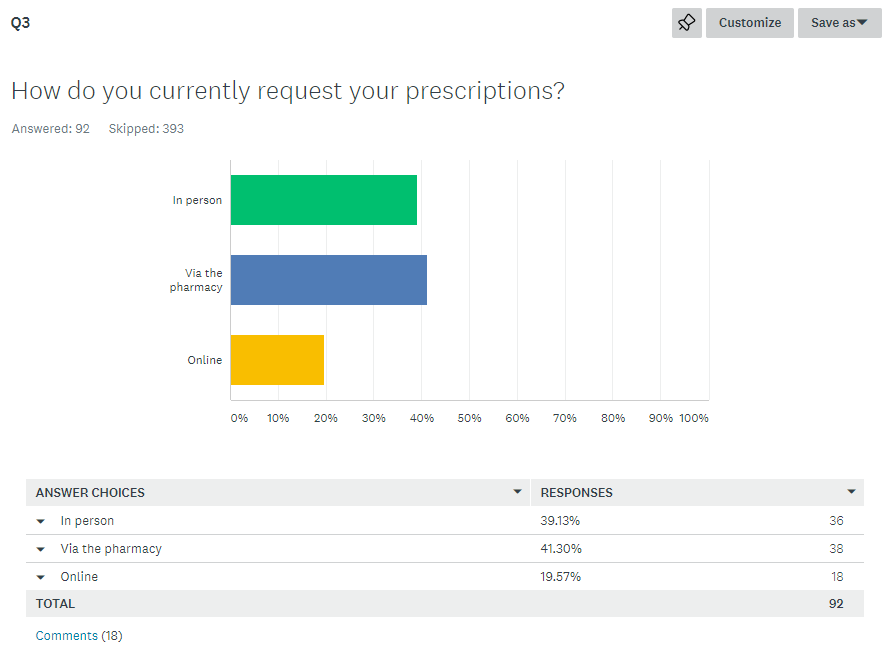 Q3
Customize
Save as
How do you currently request your prescriptions?
Answered: 92 Skipped: 393
In person
Via the
pharmacy
Online
0% 10% 20% 30% 40% 50% 60% 70% 80% 90% 100%
ANSWER CHOICES RESPONSES
In person 39.13% 36
Via the pharmacy 41.30% 38
Online 19.57% 18
TOTAL 92
Comments (18)